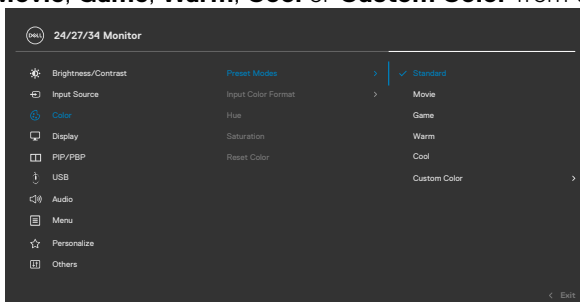 Movie, Game, Warm, Cool or Custom Color from
DELL 24/27/34 Monitor
Brightness/Contrast Preset Modes > ✓ Standard
Input Source Input Color Format > Movie
Color Hue Game
Display Saturation Warm
PIP/PBP Reset Color Cool
USB Custom Color >
Audio
Menu
Personalize
Others
< Exit